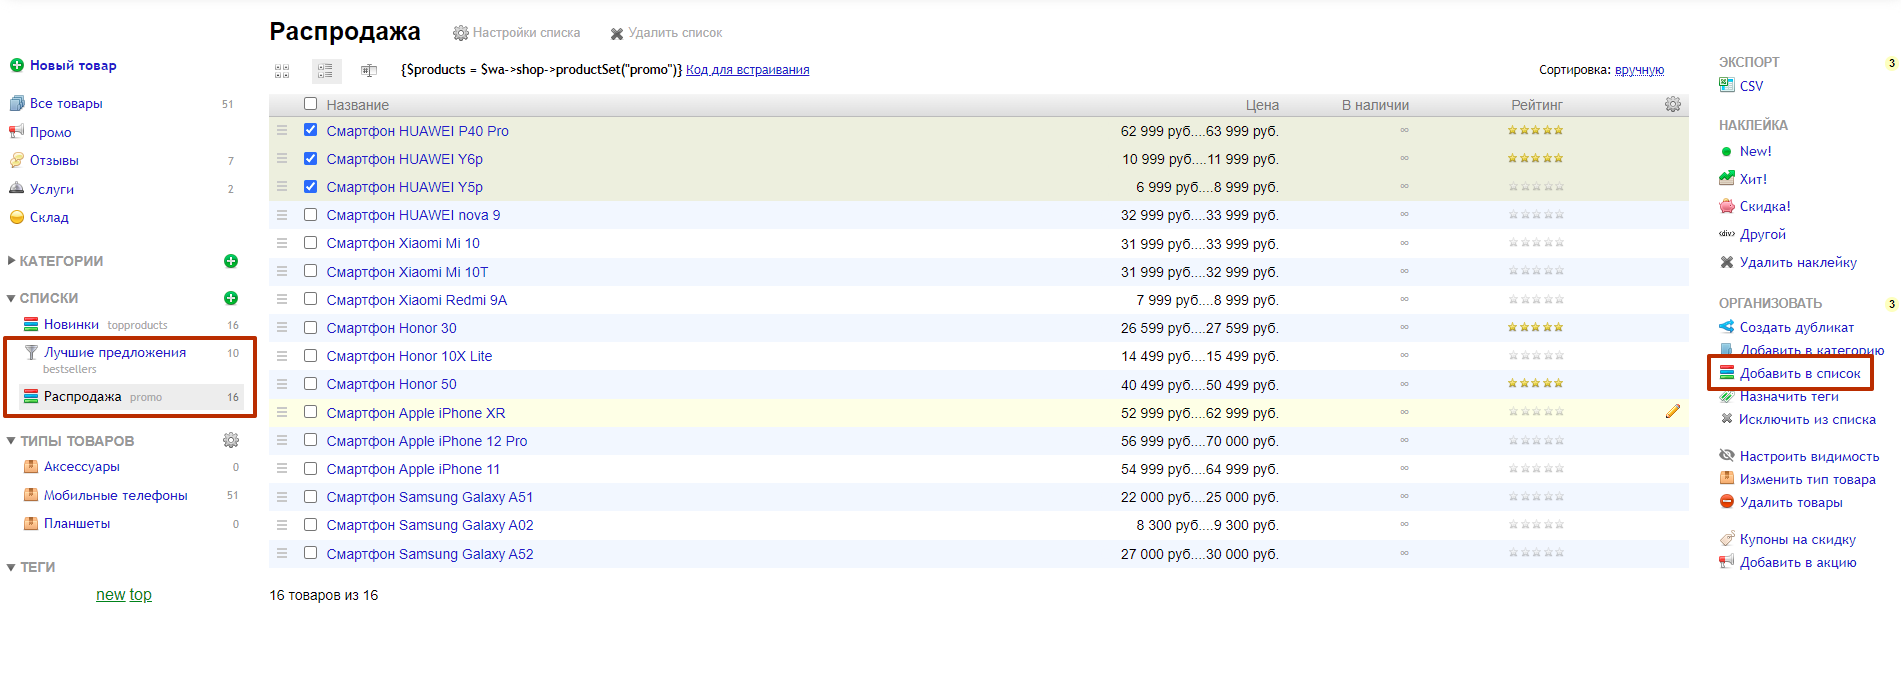 Распродажа Настройки списка Удалить список
Новый товар
Все товары 51
Промо
Отзывы 7
Услуги 2
Склад
КАТЕГОРИИ
СПИСКИ
Новинки topproducts 16
Лучшие предложения 10
bestsellers
Распродажа promo 16
ТИПЫ ТОВАРОВ
Аксессуары 0
Мобильные телефоны 51
Планшеты 0
ТЕГИ
new top
{$products = $wa->shop->productSet("promo")} Код для встраивания
Сортировка: вручную
Название Цена В наличии Рейтинг
Смартфон HUAWEI P40 Pro 62 999 руб....63 999 руб. ∞
Смартфон HUAWEI Y6p 10 999 руб....11 999 руб. ∞
Смартфон HUAWEI Y5p 6 999 руб....8 999 руб. ∞
Смартфон HUAWEI nova 9 32 999 руб....33 999 руб. ∞
Смартфон Xiaomi Mi 10 31 999 руб....33 999 руб. ∞
Смартфон Xiaomi Mi 10T 31 999 руб....32 999 руб. ∞
Смартфон Xiaomi Redmi 9A 7 999 руб....8 999 руб. ∞
Смартфон Honor 30 26 599 руб....27 599 руб. ∞
Смартфон Honor 10X Lite 14 499 руб....15 499 руб. ∞
Смартфон Honor 50 40 499 руб....50 499 руб. ∞
Смартфон Apple iPhone XR 52 999 руб....62 999 руб. ∞
Смартфон Apple iPhone 12 Pro 56 999 руб....70 000 руб. ∞
Смартфон Apple iPhone 11 54 999 руб....64 999 руб. ∞
Смартфон Samsung Galaxy A51 22 000 руб....25 000 руб. ∞
Смартфон Samsung Galaxy A02 8 300 руб....9 300 руб. ∞
Смартфон Samsung Galaxy A52 27 000 руб....30 000 руб. ∞
16 товаров из 16
ЭКСПОРТ 3
CSV
НАКЛЕЙКА
New!
Хит!
Скидка!
<div> Другой
Удалить наклейку
ОРГАНИЗОВАТЬ 3
Создать дубликат
Добавить в категорию
Добавить в список
Назначить теги
Исключить из списка
Настроить видимость
Изменить тип товара
Удалить товары
Купоны на скидку
Добавить в акцию